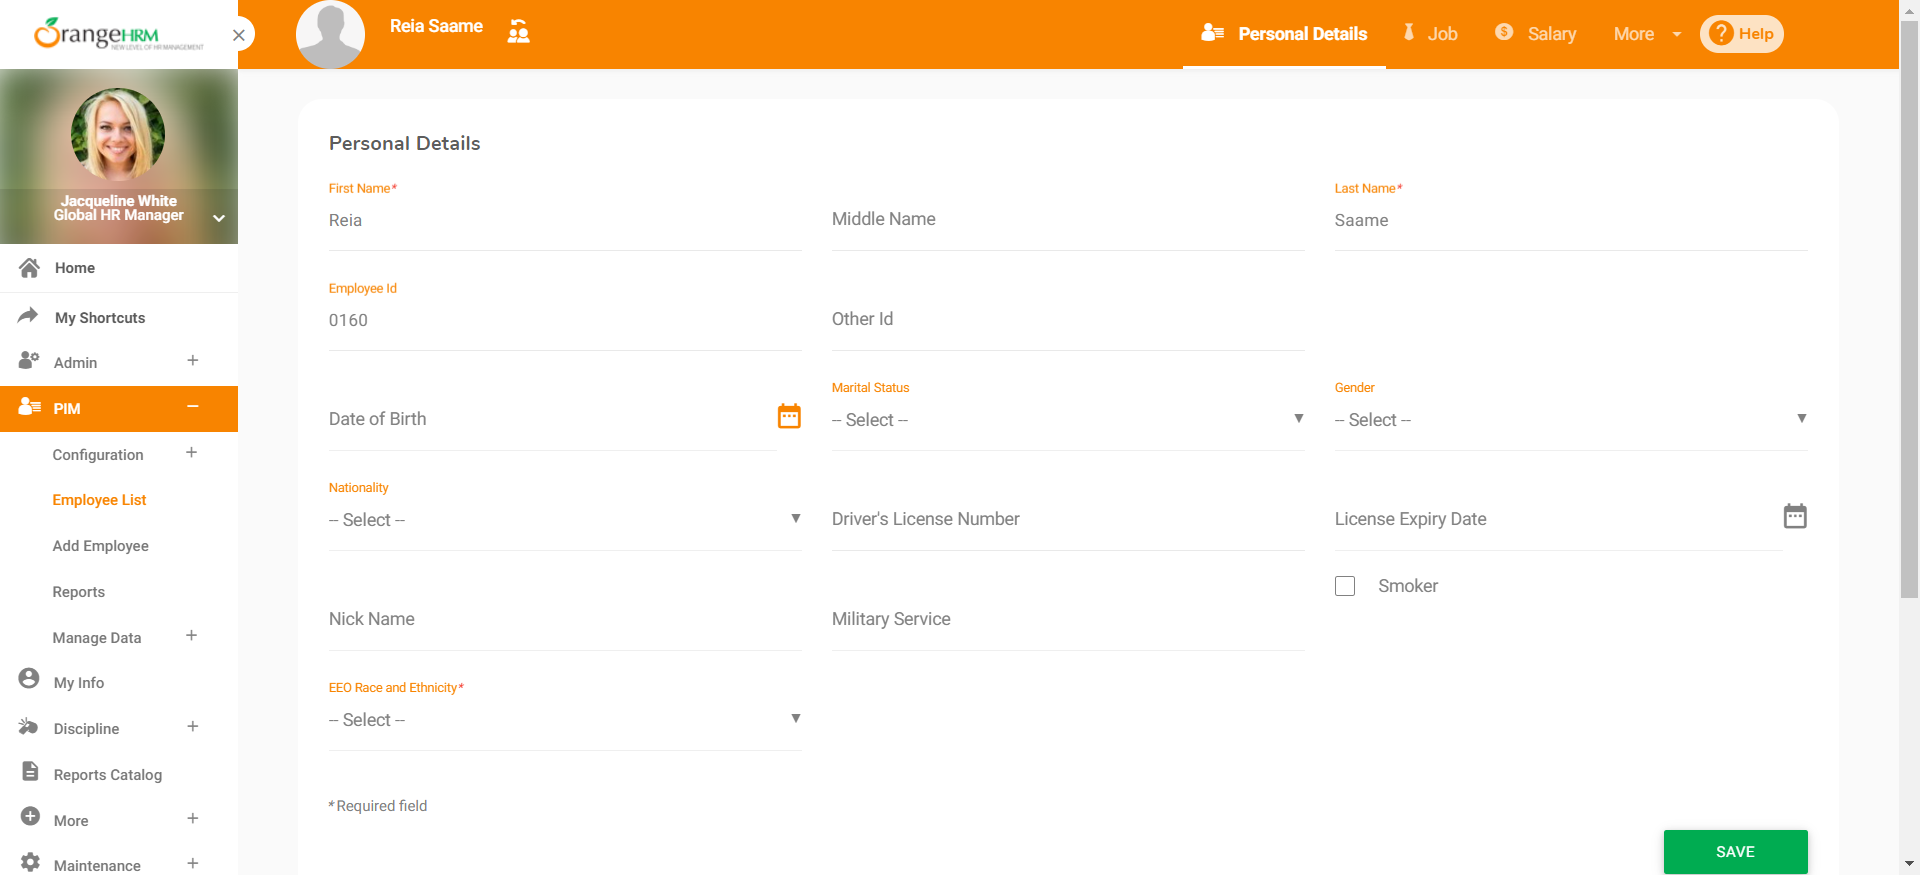 OrangeHRM
NEW LEVEL OF HR MANAGEMENT
Reia Saame
Personal Details
Job
Salary
More
? Help
Jacqueline White
Global HR Manager
Home
My Shortcuts
Admin
PIM
Configuration
Employee List
Add Employee
Reports
Manage Data
My Info
Discipline
Reports Catalog
More
Maintenance
Personal Details
First Name*
Reia
Middle Name
Last Name*
Saame
Employee Id
0160
Other Id
Date of Birth
Marital Status
-- Select --
Gender
-- Select --
Nationality
-- Select --
Driver's License Number
License Expiry Date
Nick Name
Military Service
Smoker
EEO Race and Ethnicity*
-- Select --
* Required field
SAVE